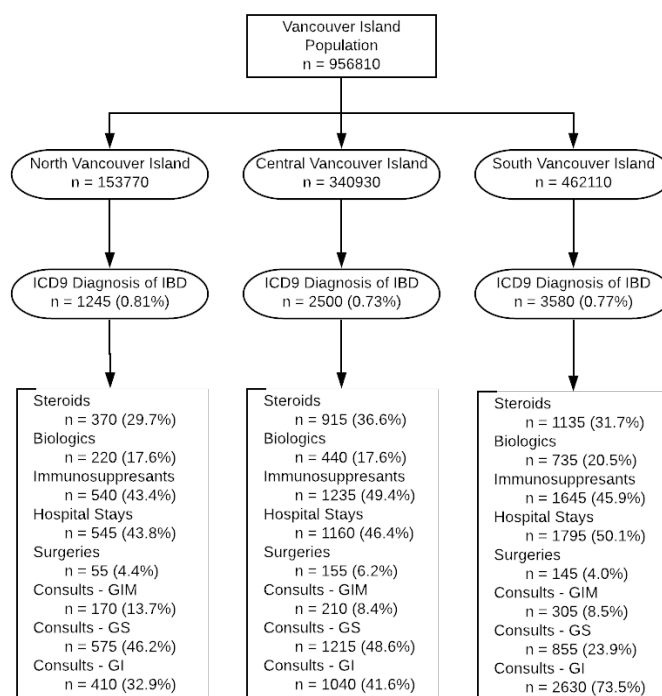 Vancouver Island
Population
n = 956810
North Vancouver Island
n = 153770
Central Vancouver Island
n = 340930
South Vancouver Island
n = 462110
ICD9 Diagnosis of IBD
n = 1245 (0.81%)
ICD9 Diagnosis of IBD
n = 2500 (0.73%)
ICD9 Diagnosis of IBD
n = 3580 (0.77%)
Steroids
n = 370 (29.7%)
Biologics
n = 220 (17.6%)
Immunosuppresants
n = 540 (43.4%)
Hospital Stays
n = 545 (43.8%)
Surgeries
n = 55 (4.4%)
Consults - GIM
n = 170 (13.7%)
Consults - GS
n = 575 (46.2%)
Consults - GI
n = 410 (32.9%)
Steroids
n = 915 (36.6%)
Biologics
n = 440 (17.6%)
Immunosuppresants
n = 1235 (49.4%)
Hospital Stays
n = 1160 (46.4%)
Surgeries
n = 155 (6.2%)
Consults - GIM
n = 210 (8.4%)
Consults - GS
n = 1215 (48.6%)
Consults - GI
n = 1040 (41.6%)
Steroids
n = 1135 (31.7%)
Biologics
n = 735 (20.5%)
Immunosuppresants
n = 1645 (45.9%)
Hospital Stays
n = 1795 (50.1%)
Surgeries
n = 145 (4.0%)
Consults - GIM
n = 305 (8.5%)
Consults - GS
n = 855 (23.9%)
Consults - GI
n = 2630 (73.5%)